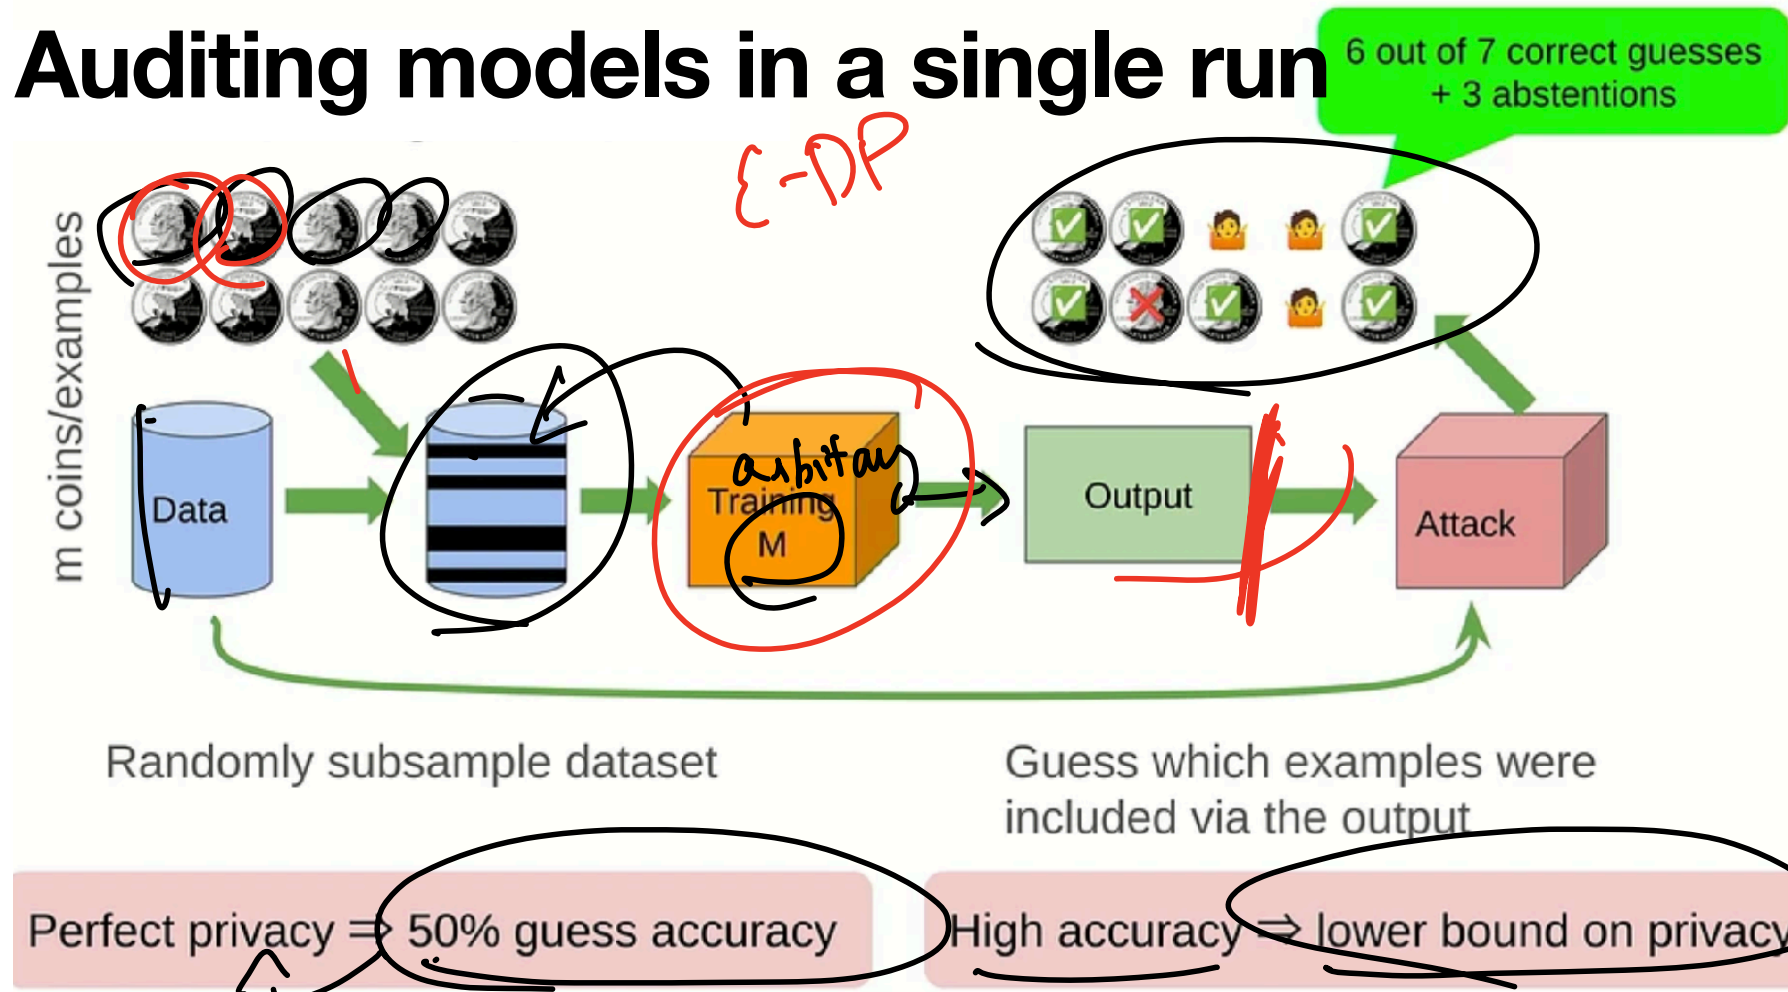 Auditing models in a single run
6 out of 7 correct guesses
+ 3 abstentions
ε-DP
m coins/examples
Data
arbitrary
Training
M
Output
Attack
Randomly subsample dataset
Guess which examples were
included via the output
Perfect privacy ⇒ 50% guess accuracy
High accuracy ⇒ lower bound on privacy